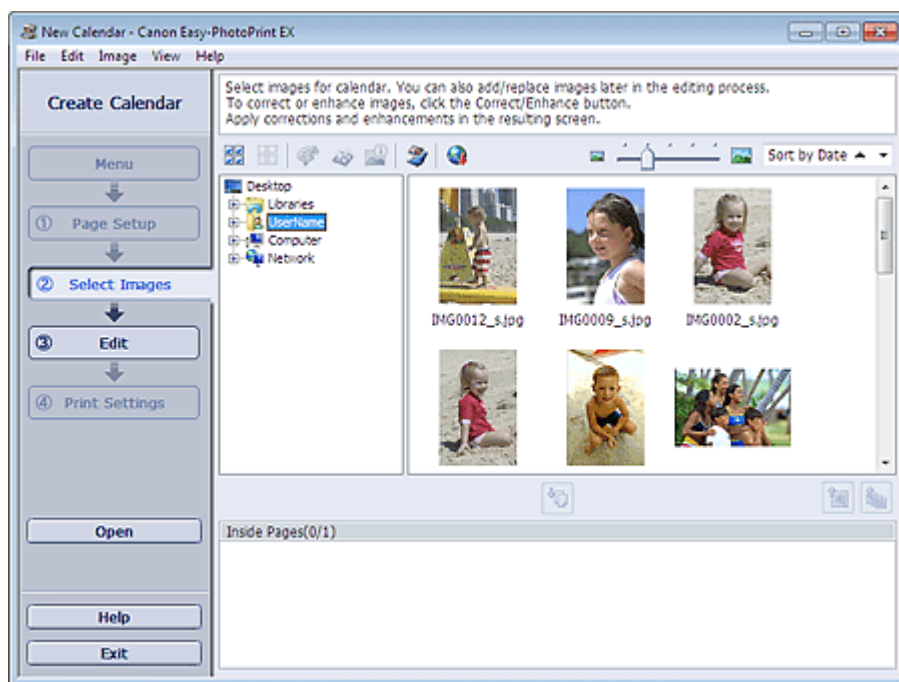 New Calendar - Canon Easy-PhotoPrint EX
File Edit Image View Help
Create Calendar
Select images for calendar. You can also add/replace images later in the editing process.
To correct or enhance images, click the Correct/Enhance button.
Apply corrections and enhancements in the resulting screen.
Menu
① Page Setup
② Select Images
③ Edit
④ Print Settings
Open
Help
Exit
Sort by Date
Desktop
Libraries
UserName
Computer
Network
IMG0012_s.jpg IMG0009_s.jpg IMG0002_s.jpg
Inside Pages(0/1)